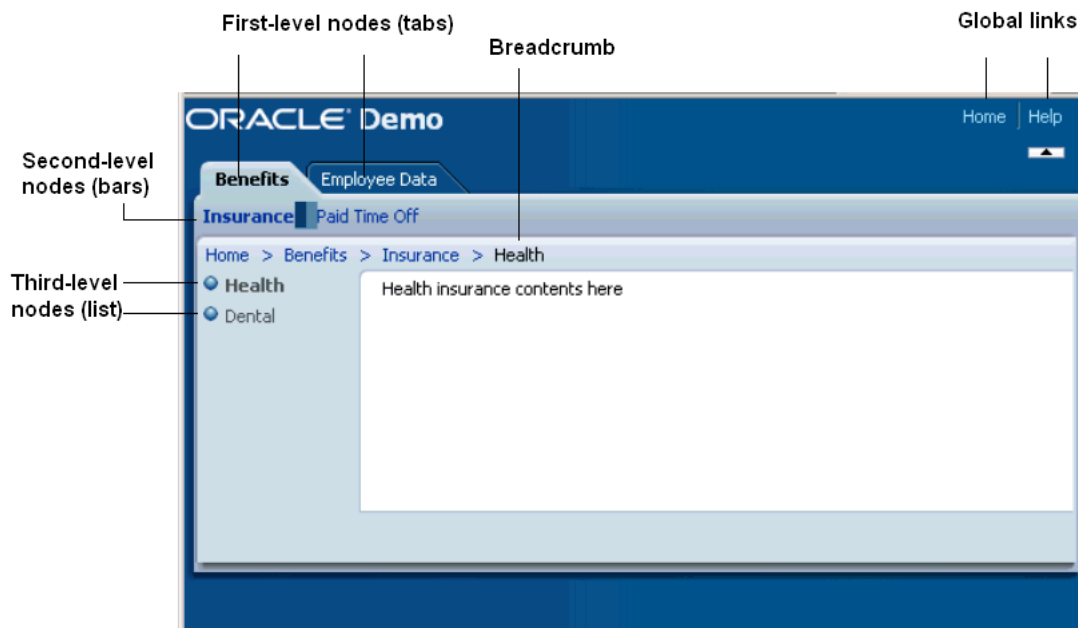 First-level nodes (tabs)
Breadcrumb
Global links
ORACLE Demo
Home
Help
Second-level
nodes (bars)
Benefits
Employee Data
Insurance
Paid Time Off
Home > Benefits > Insurance > Health
Third-level
nodes (list)
Health
Dental
Health insurance contents here